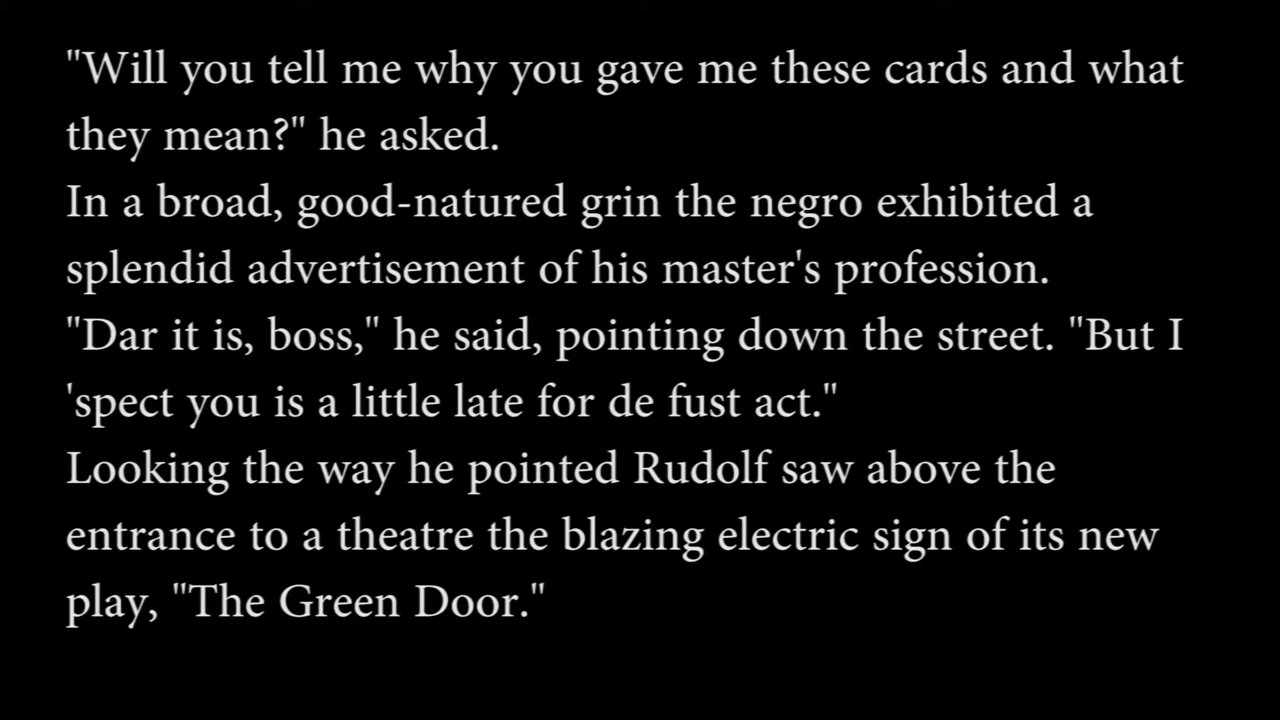 "Will you tell me why you gave me these cards and what
they mean?" he asked.
In a broad, good-natured grin the negro exhibited a
splendid advertisement of his master's profession.
"Dar it is, boss," he said, pointing down the street. "But I
'spect you is a little late for de fust act."
Looking the way he pointed Rudolf saw above the
entrance to a theatre the blazing electric sign of its new
play, "The Green Door."